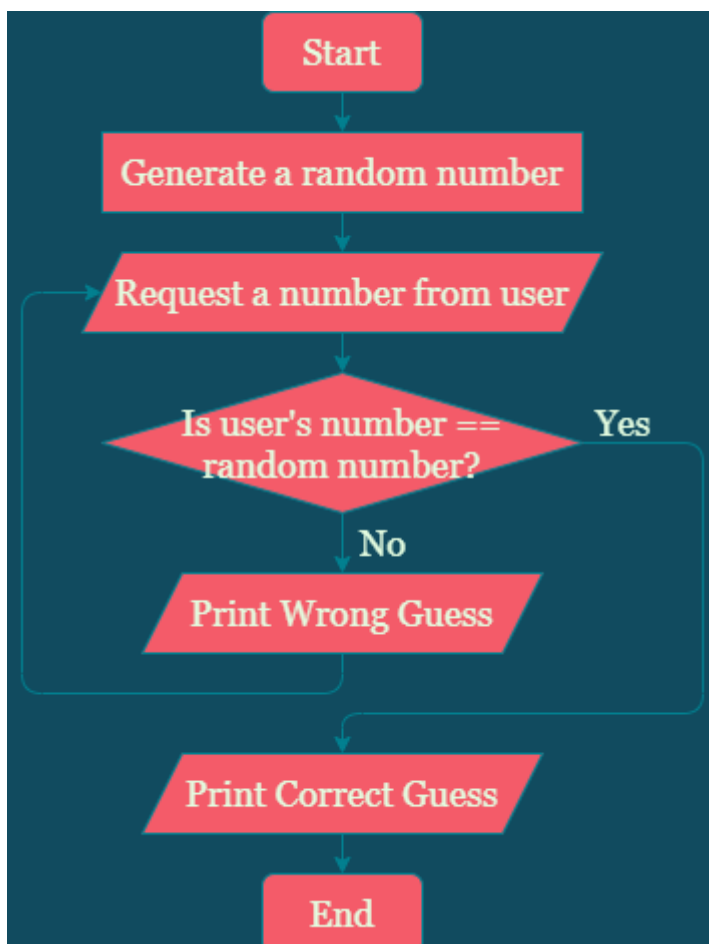 Start
Generate a random number
Request a number from user
Is user's number ==
random number?
Yes
No
Print Wrong Guess
Print Correct Guess
End